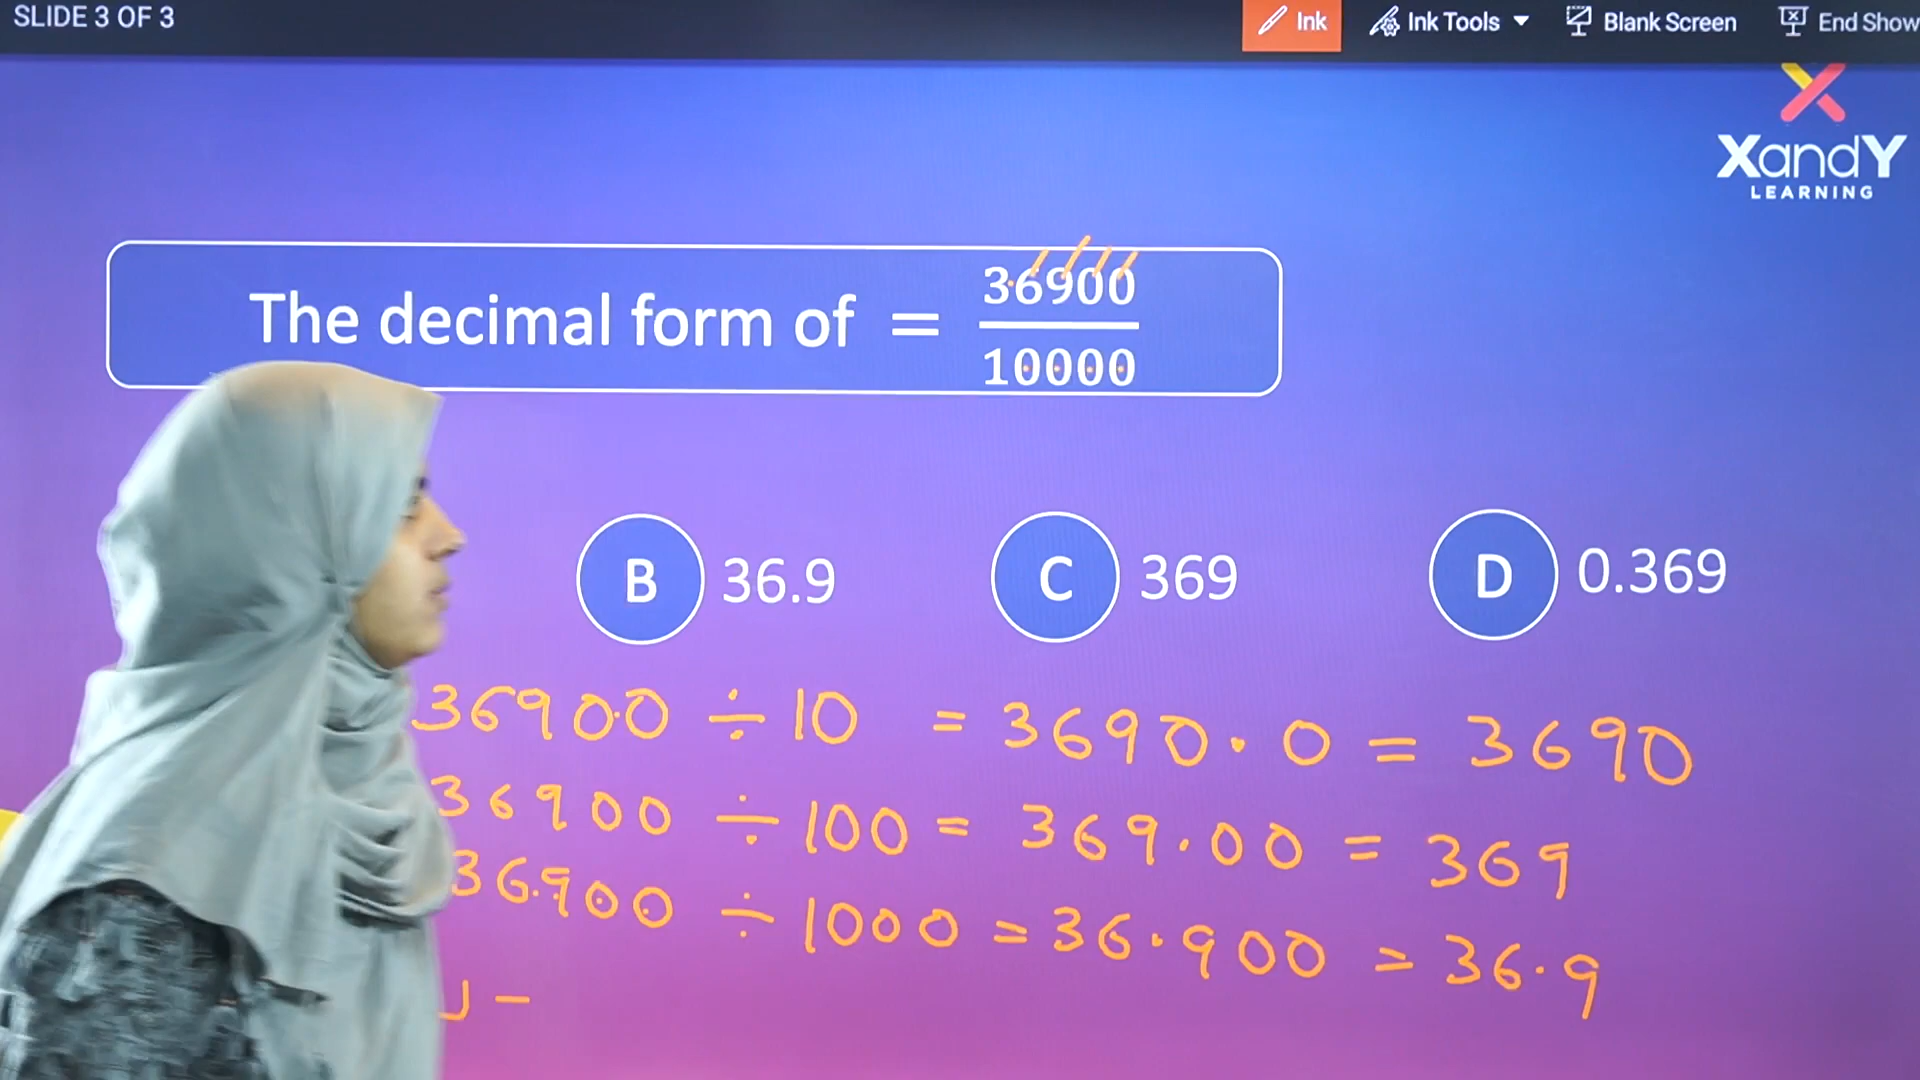 SLIDE 3 OF 3
Ink
Ink Tools
Blank Screen
End Show
XandY
LEARNING
The decimal form of = 36900
10000
B 36.9
C 369
D 0.369
36900 ÷ 10 = 3690.0 = 3690
36900 ÷ 100 = 369.00 = 369
36.900 ÷ 1000 = 36.900 = 36.9